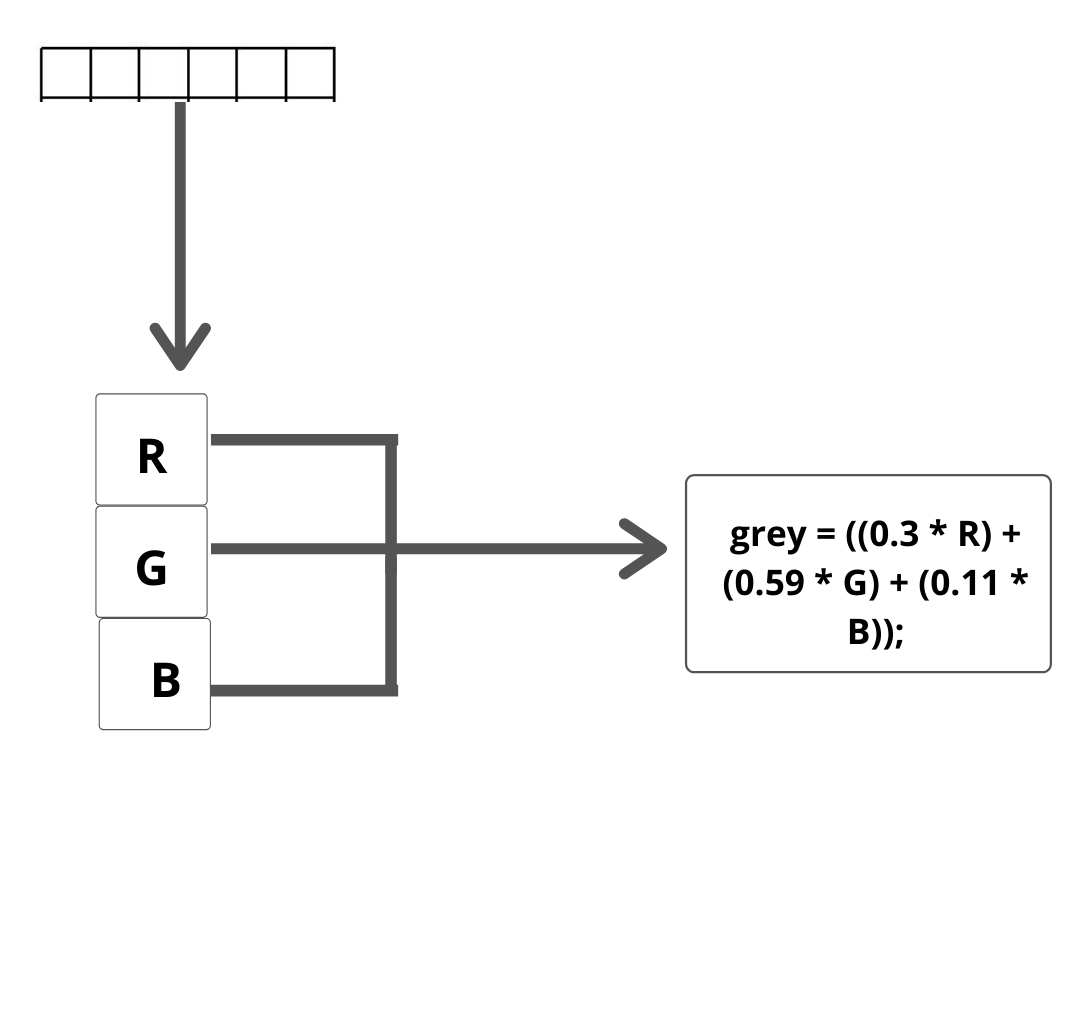 R
G
B
grey = ((0.3 * R) +
(0.59 * G) + (0.11 *
B));